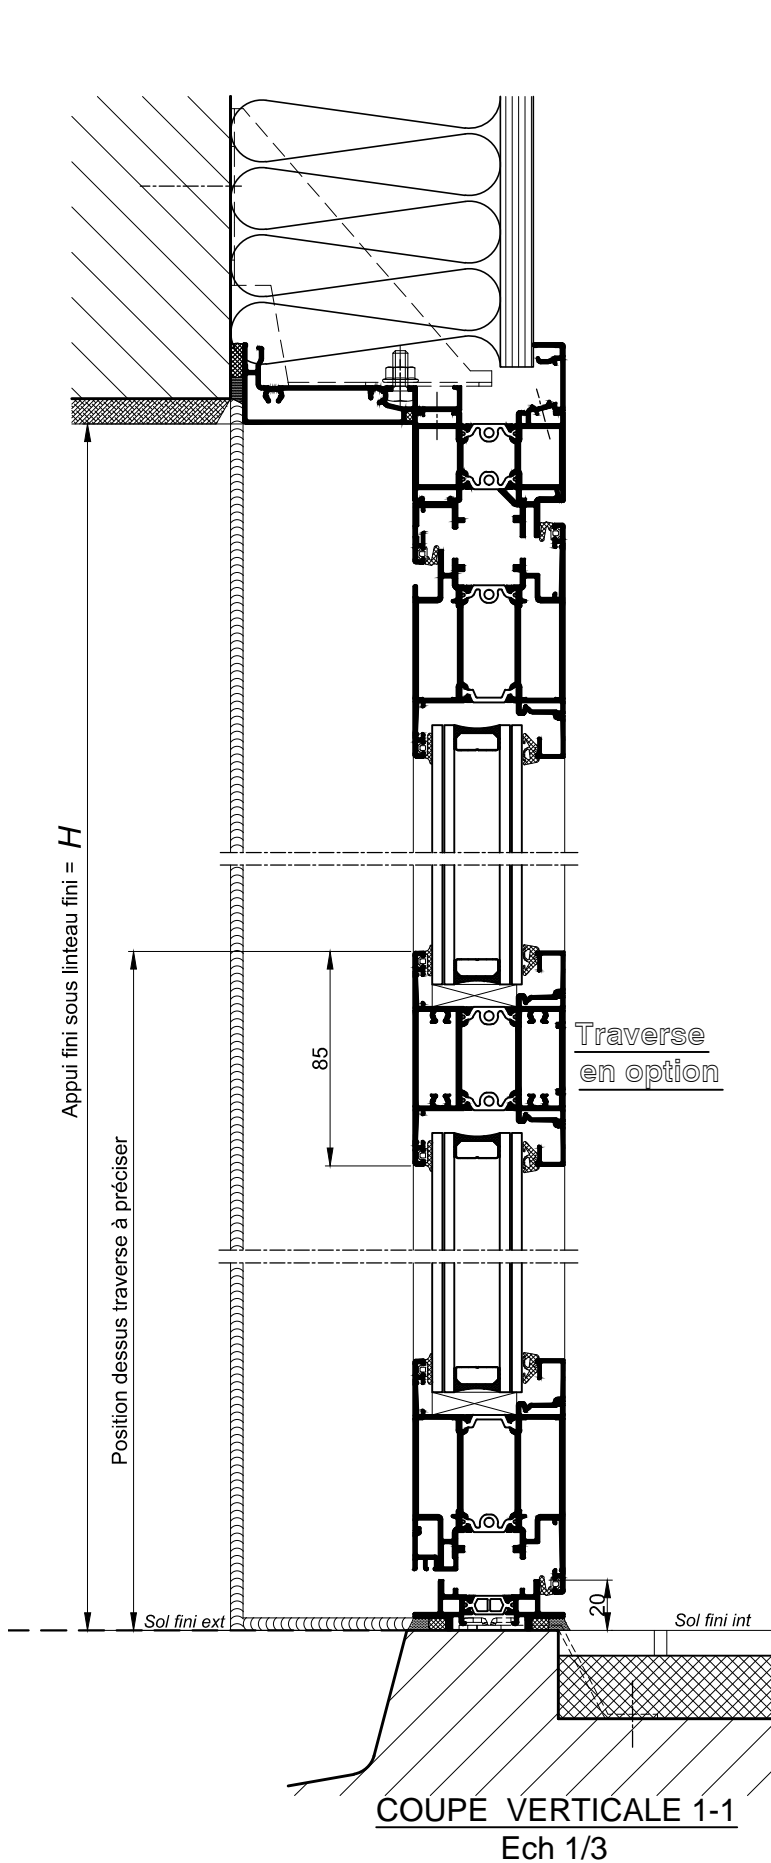 Appui fini sous linteau fini = H
Position dessus traverse à préciser
85
Traverse
en option
20
Sol fini ext
Sol fini int
COUPE VERTICALE 1-1
Ech 1/3